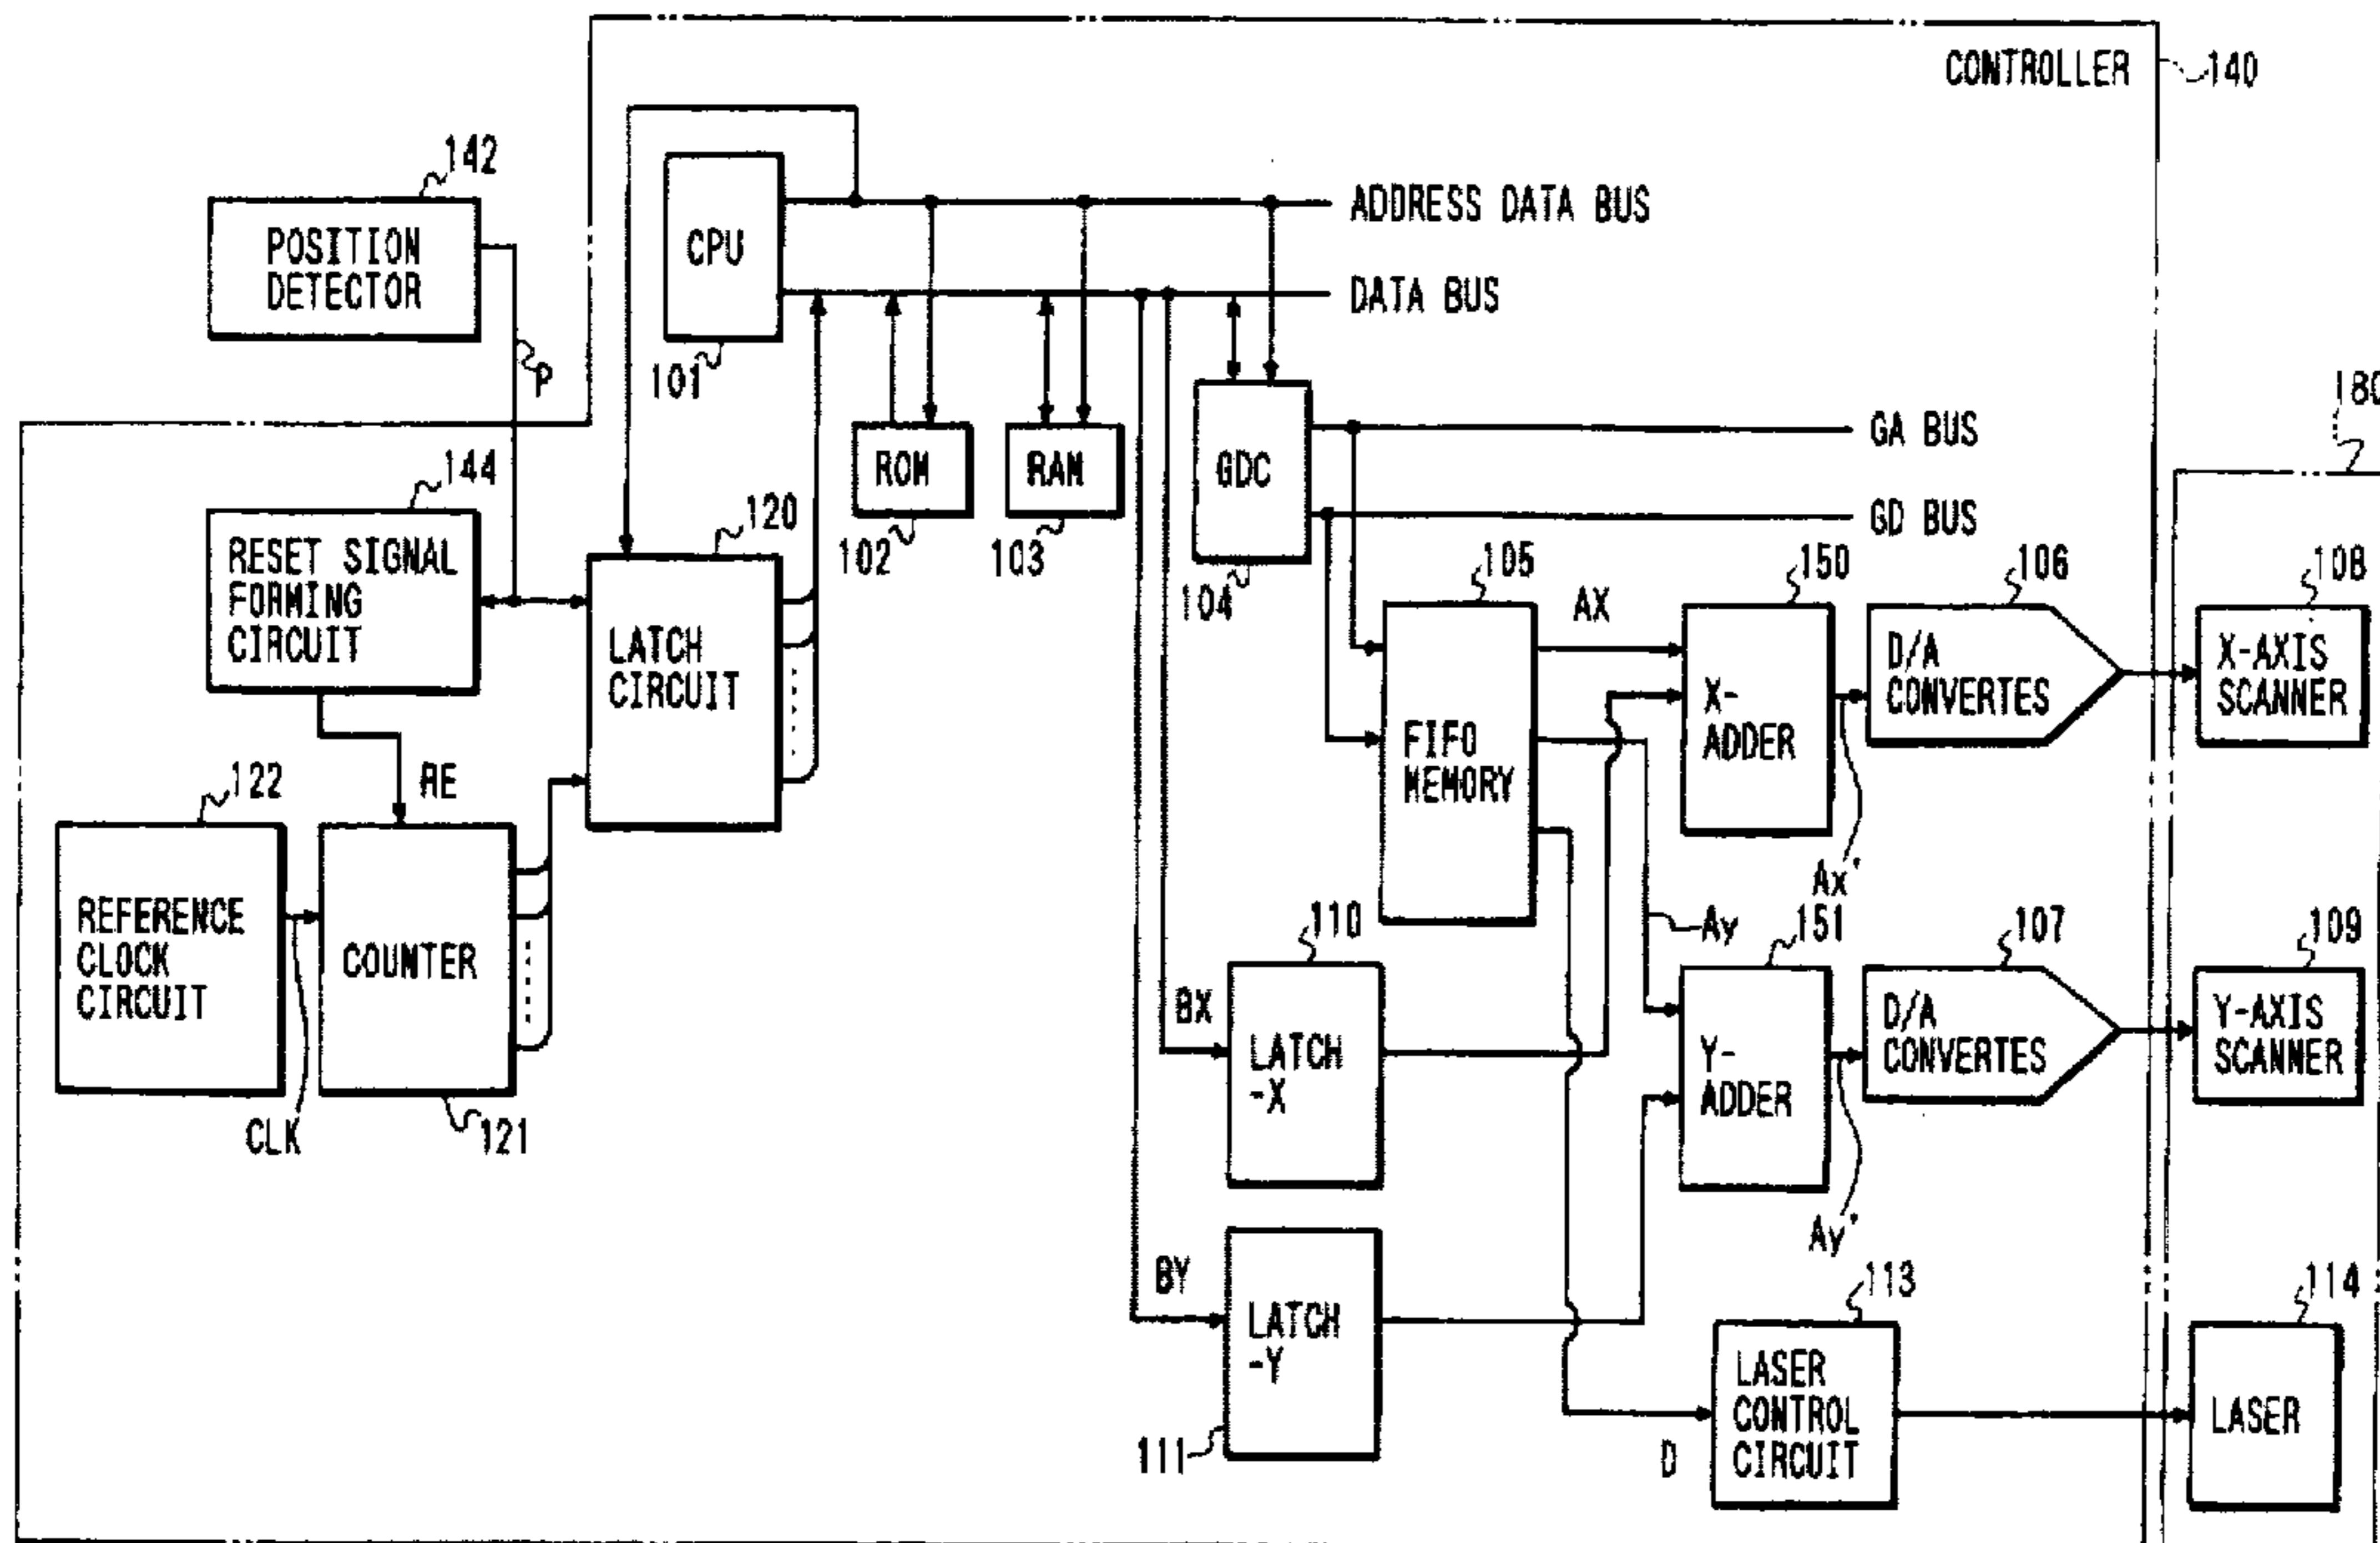 CONTROLLER
140
142
POSITION
DETECTOR
P
CPU
101
ADDRESS DATA BUS
DATA BUS
ROM
102
RAM
103
GDC
104
GA BUS
GD BUS
180
144
RESET SIGNAL
FORMING
CIRCUIT
120
LATCH
CIRCUIT
RE
122
REFERENCE
CLOCK
CIRCUIT
CLK
COUNTER
121
105
FIFO
MEMORY
AX
Ay
150
X-
ADDER
Ax'
106
D/A
CONVERTES
108
X-AXIS
SCANNER
110
BX
LATCH
-X
151
Y-
ADDER
Ay'
107
D/A
CONVERTES
109
Y-AXIS
SCANNER
BY
LATCH
-Y
111
D
113
LASER
CONTROL
CIRCUIT
114
LASER